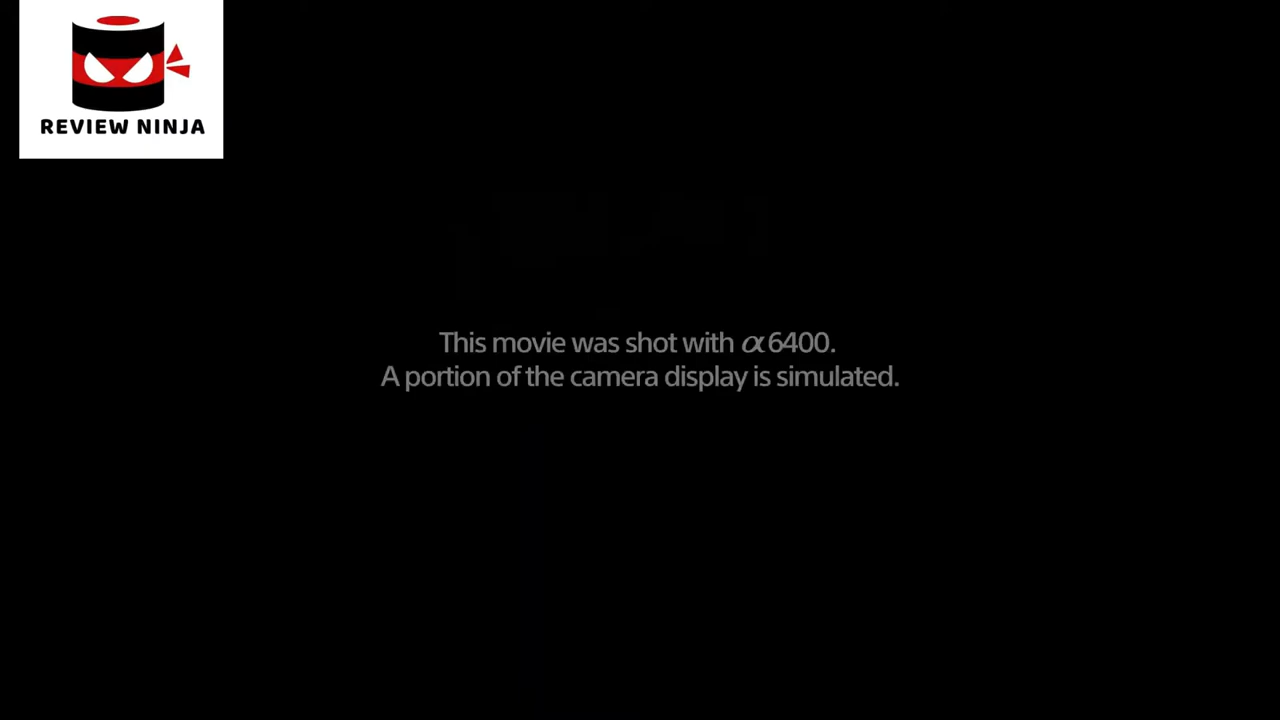 REVIEW NINJA
This movie was shot with α6400.
A portion of the camera display is simulated.